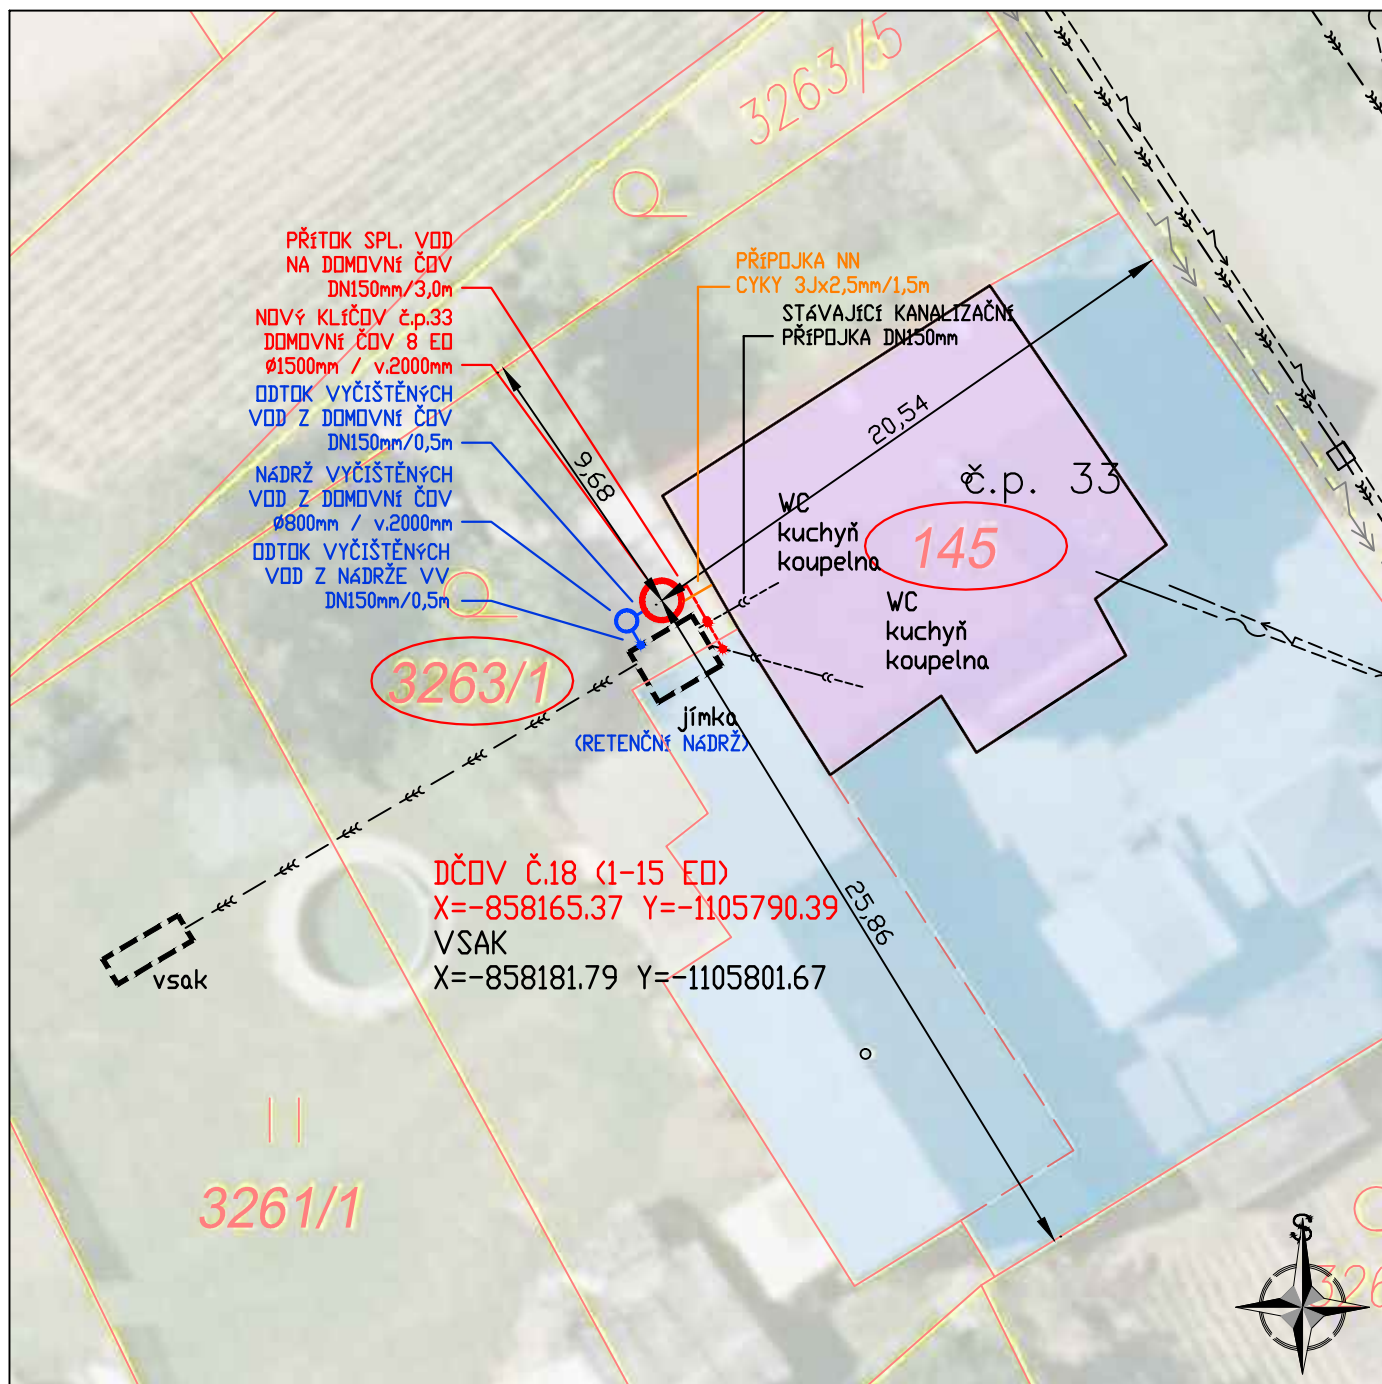 3263/5
PŘÍTOK SPL. VOD
NA DOMOVNÍ ČOV
DN150mm/3,0m
NOVÝ KLÍČOV č.p.33
DOMOVNÍ ČOV 8 EO
Ø1500mm / v.2000mm
ODTOK VYČIŠTĚNÝCH
VOD Z DOMOVNÍ ČOV
DN150mm/0,5m
NÁDRŽ VYČIŠTĚNÝCH
VOD Z DOMOVNÍ ČOV
Ø800mm / v.2000mm
ODTOK VYČIŠTĚNÝCH
VOD Z NÁDRŽE VV
DN150mm/0,5m
PŘÍPOJKA NN
CYKY 3Jx2,5mm/1,5m
STÁVAJÍCÍ KANALIZAČNÍ
PŘÍPOJKA DN150mm
20,54
9,68
č.p. 33
WC
kuchyň
koupelna
145
WC
kuchyň
koupelna
3263/1
jímka
(RETENČNÍ NÁDRŽ)
DČOV Č.18 (1-15 EO)
X=-858165.37 Y=-1105790.39
VSAK
X=-858181.79 Y=-1105801.67
25,86
vsak
3261/1
S